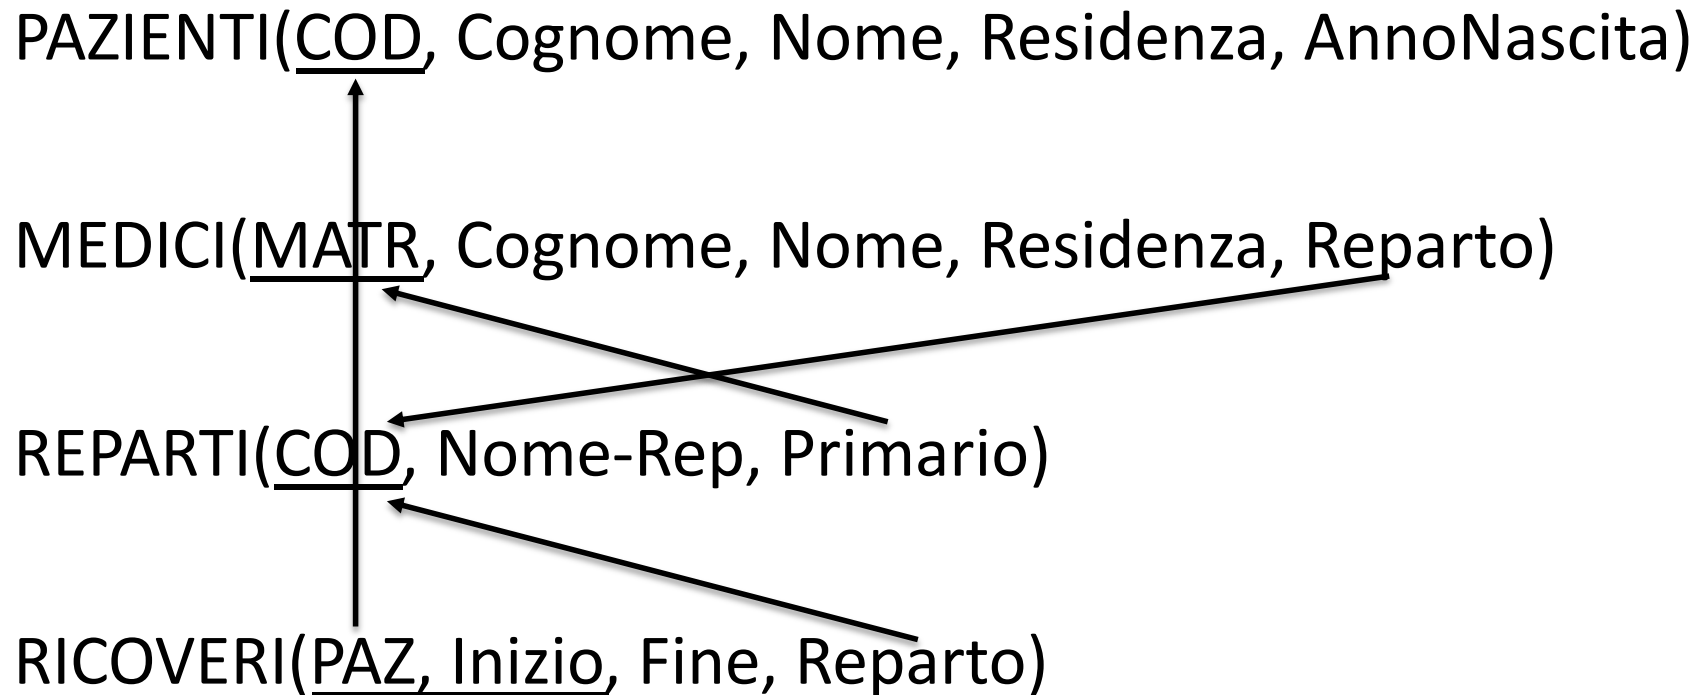 PAZIENTI(COD, Cognome, Nome, Residenza, AnnoNascita)
MEDICI(MATR, Cognome, Nome, Residenza, Reparto)
REPARTI(COD, Nome-Rep, Primario)
RICOVERI(PAZ, Inizio, Fine, Reparto)